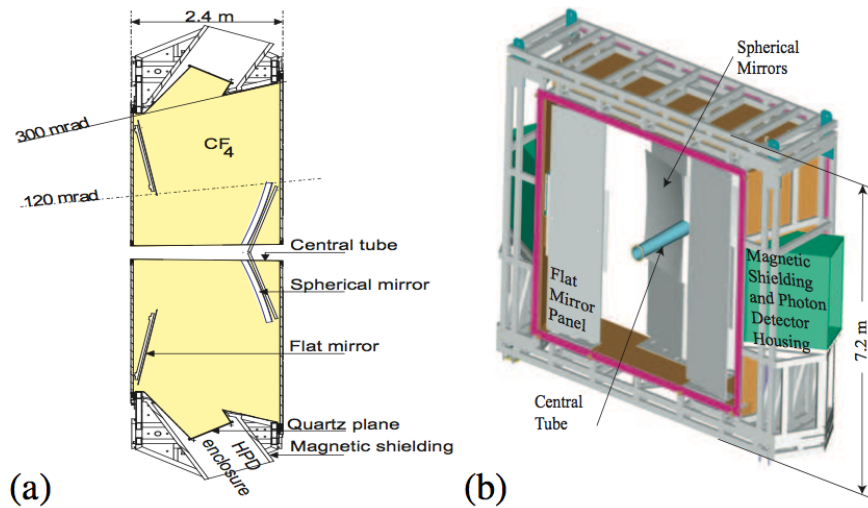 2.4 m
300 mrad
CF4
120 mrad
Central tube
Spherical mirror
Flat mirror
Quartz plane
Magnetic shielding
HPD
enclosure
(a)
Spherical
Mirrors
Flat
Mirror
Panel
Magnetic
Shielding
and Photon
Detector
Housing
7.2 m
Central
Tube
(b)